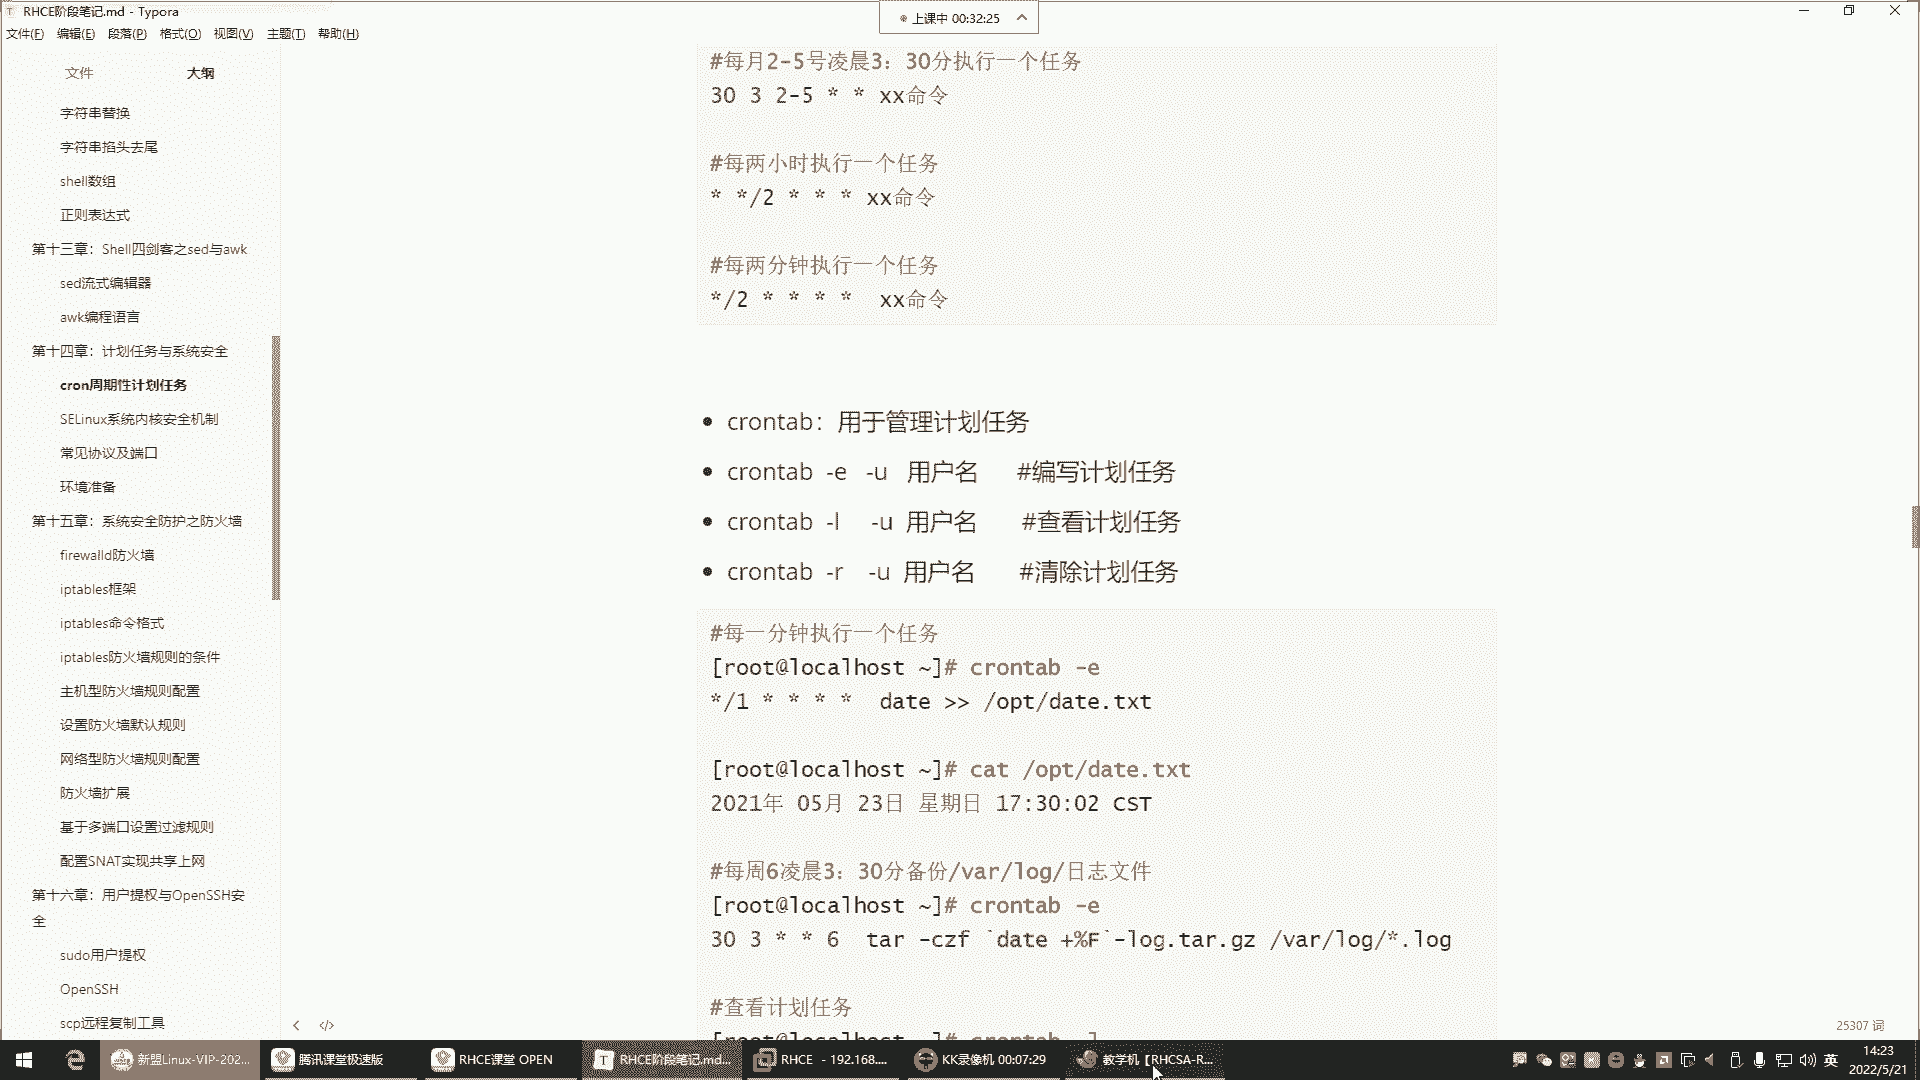 RHCE阶段笔记.md - Typora
上课中 00:32:25
文件(F) 编辑(E) 段落(P) 格式(O) 视图(V) 主题(T) 帮助(H)
文件 大纲
字符串替换
字符串掐头去尾
shell数组
正则表达式
第十三章：Shell四剑客之sed与awk
sed流式编辑器
awk编程语言
第十四章：计划任务与系统安全
cron周期性计划任务
SELinux系统内核安全机制
常见协议及端口
环境准备
第十五章：系统安全防护之防火墙
firewalld防火墙
iptables框架
iptables命令格式
iptables防火墙规则的条件
主机型防火墙规则配置
设置防火墙默认规则
网络型防火墙规则配置
防火墙扩展
基于多端口设置过滤规则
配置SNAT实现共享上网
第十六章：用户提权与OpenSSH安
全
sudo用户提权
OpenSSH
scp远程复制工具
#每月2-5号凌晨3：30分执行一个任务
30 3 2-5 * * xx命令
#每两小时执行一个任务
* */2 * * * xx命令
#每两分钟执行一个任务
*/2 * * * *  xx命令
• crontab：用于管理计划任务
• crontab -e -u 用户名 #编写计划任务
• crontab -l -u 用户名 #查看计划任务
• crontab -r -u 用户名 #清除计划任务
#每一分钟执行一个任务
[root@localhost ~]# crontab -e
*/1 * * * *  date >> /opt/date.txt
[root@localhost ~]# cat /opt/date.txt
2021年 05月 23日 星期日 17:30:02 CST
#每周6凌晨3：30分备份/var/log/日志文件
[root@localhost ~]# crontab -e
30 3 * * 6  tar -czf `date +%F`-log.tar.gz /var/log/*.log
#查看计划任务
[root@localhost ~]# crontab -l
25307 词
新盟Linux-VIP-202...
腾讯课堂极速版
RHCE课堂 OPEN
RHCE阶段笔记.md...
RHCE - 192.168....
KK录像机 00:07:29
教学机 [RHCSA-R...
英
14:23
2022/5/21